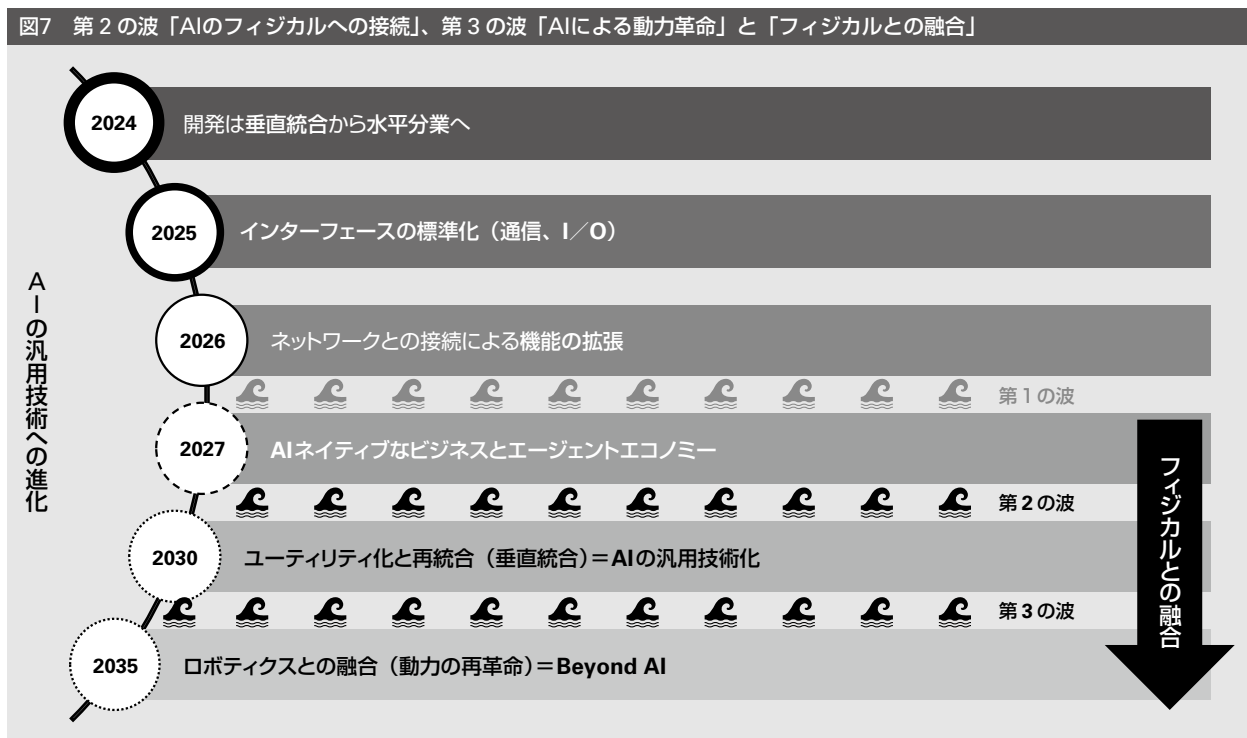 図7 第2の波「AIのフィジカルへの接続」、第3の波「AIによる動力革命」と「フィジカルとの融合」
AIの汎用技術への進化
2024 開発は垂直統合から水平分業へ
2025 インターフェースの標準化（通信、I／O）
2026 ネットワークとの接続による機能の拡張
第1の波
2027 AIネイティブなビジネスとエージェントエコノミー
第2の波
2030 ユーティリティ化と再統合（垂直統合）＝AIの汎用技術化
第3の波
2035 ロボティクスとの融合（動力の再革命）＝Beyond AI
フィジカルとの融合